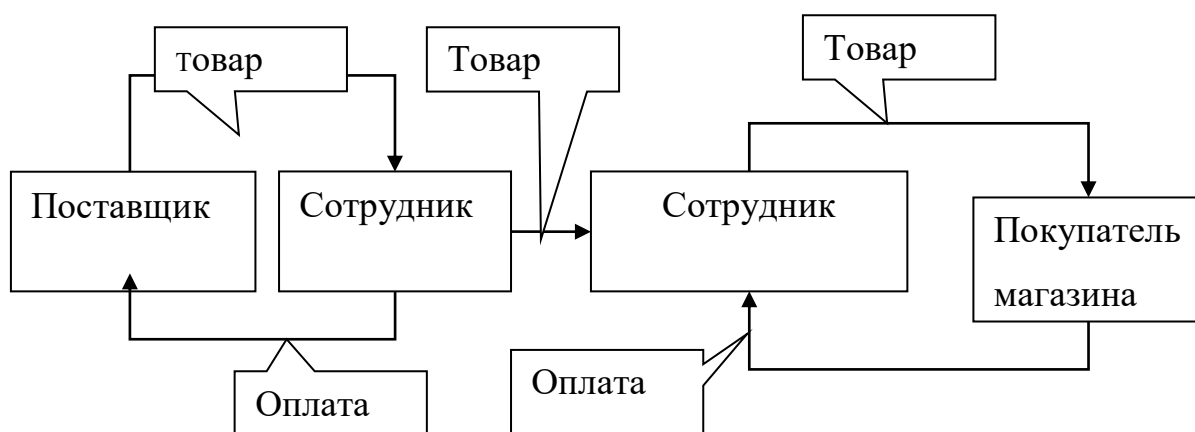 товар
Товар
Товар
Поставщик
Сотрудник
Сотрудник
Покупатель
магазина
Оплата
Оплата